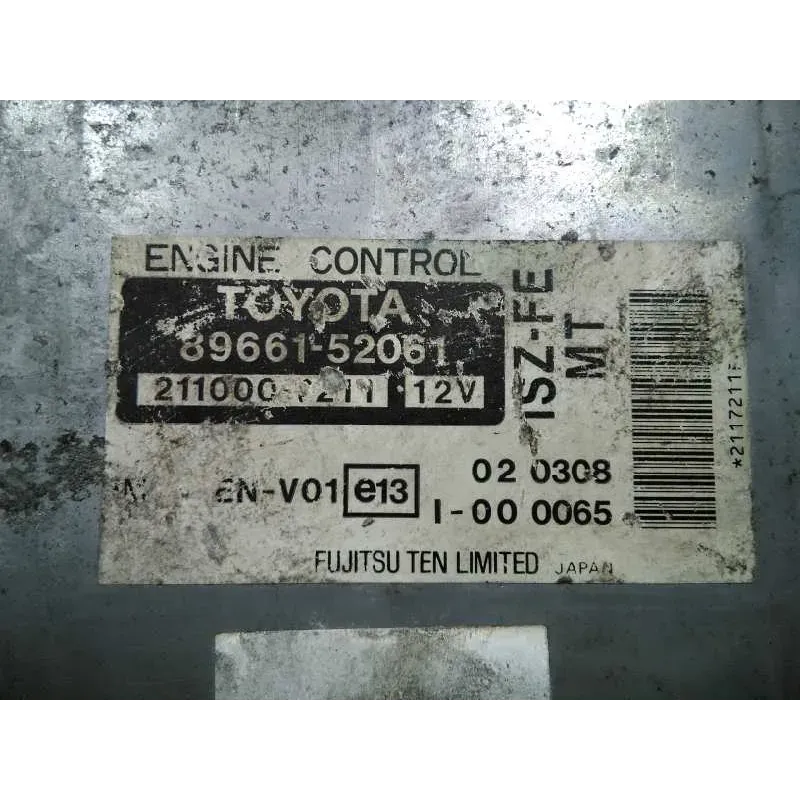 ENGINE CONTROL
TOYOTA
89661-52061
12V
1SZ-FE
MT
EN-V01 e13
02 0308
I-00 0065
FUJITSU TEN LIMITED JAPAN